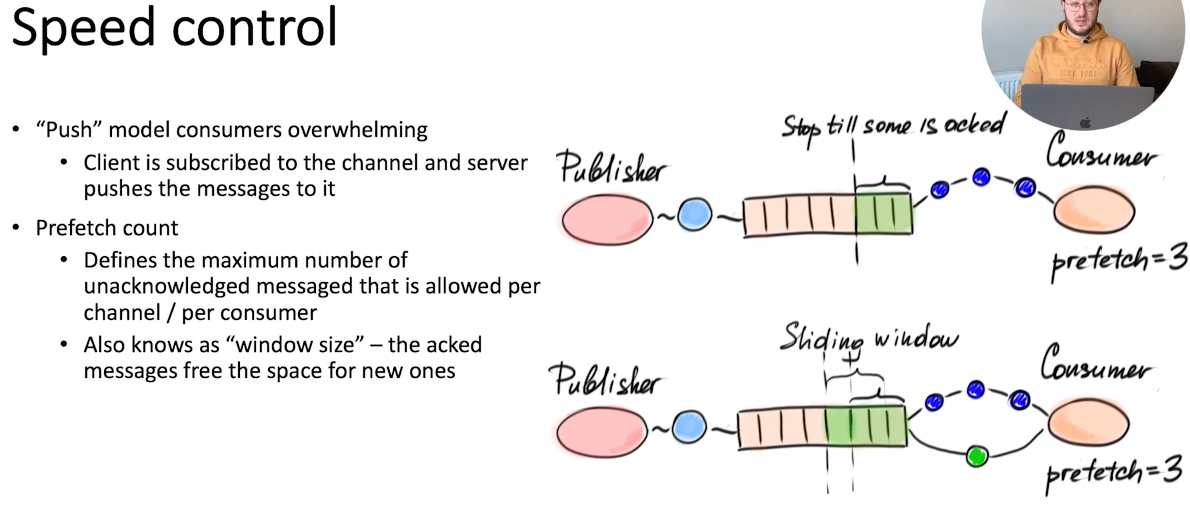 Speed control
• “Push” model consumers overwhelming
• Client is subscribed to the channel and server
pushes the messages to it
• Prefetch count
• Defines the maximum number of
unacknowledged messaged that is allowed per
channel / per consumer
• Also knows as “window size” – the acked
messages free the space for new ones
Stop till some is acked
Publisher
Consumer
prefetch=3
Sliding window
Publisher
Consumer
prefetch=3